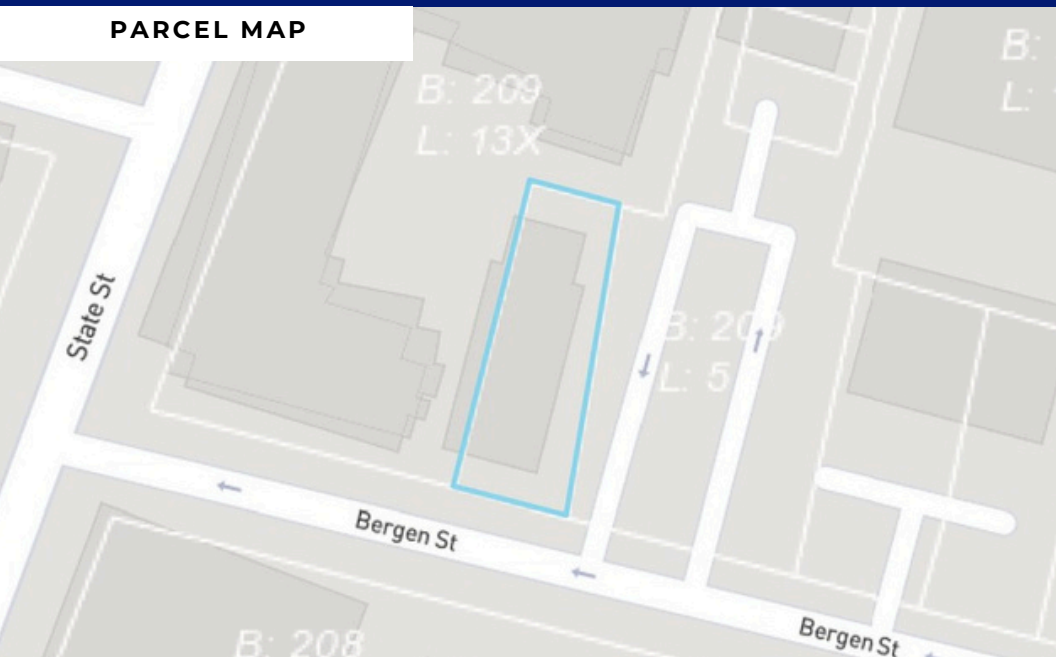 PARCEL MAP
B: 209
L: 13X
B:
L:
State St
B: 209
L: 5
Bergen St
Bergen St
B: 208